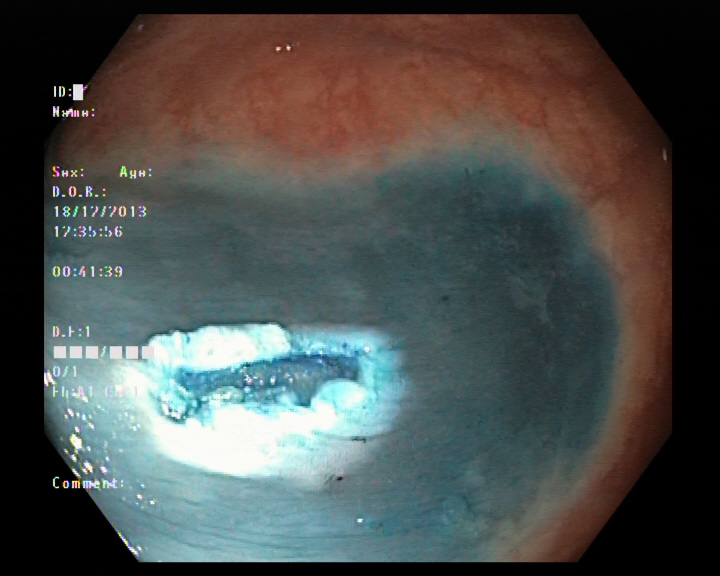 ID:
Name:
Sex: Age:
D.O.B.:
18/12/2013
12:35:56
00:41:39
D.F:1
0/1
Comment: